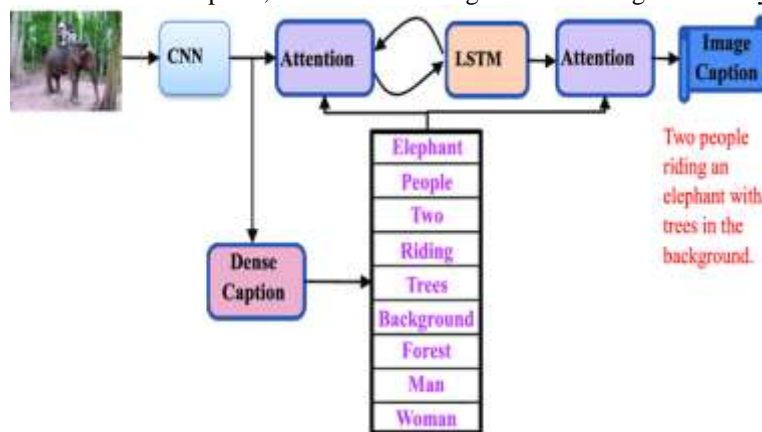 CNN
Attention
LSTM
Attention
Image
Caption
Two people
riding an
elephant with
trees in the
background.
Elephant
People
Two
Riding
Trees
Background
Forest
Man
Woman
Dense
Caption